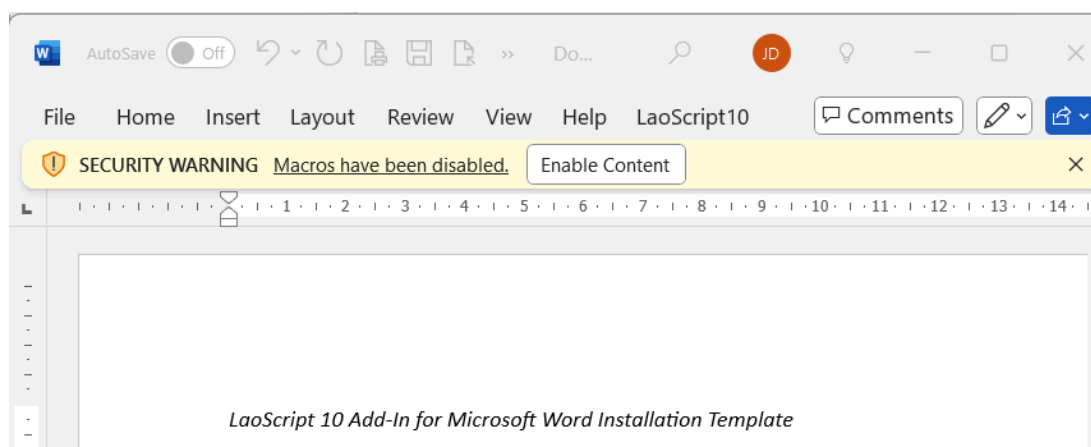 W AutoSave Off » Do... JD
File Home Insert Layout Review View Help LaoScript10 Comments
SECURITY WARNING Macros have been disabled. Enable Content
1 2 3 4 5 6 7 8 9 10 11 12 13 14
LaoScript 10 Add-In for Microsoft Word Installation Template